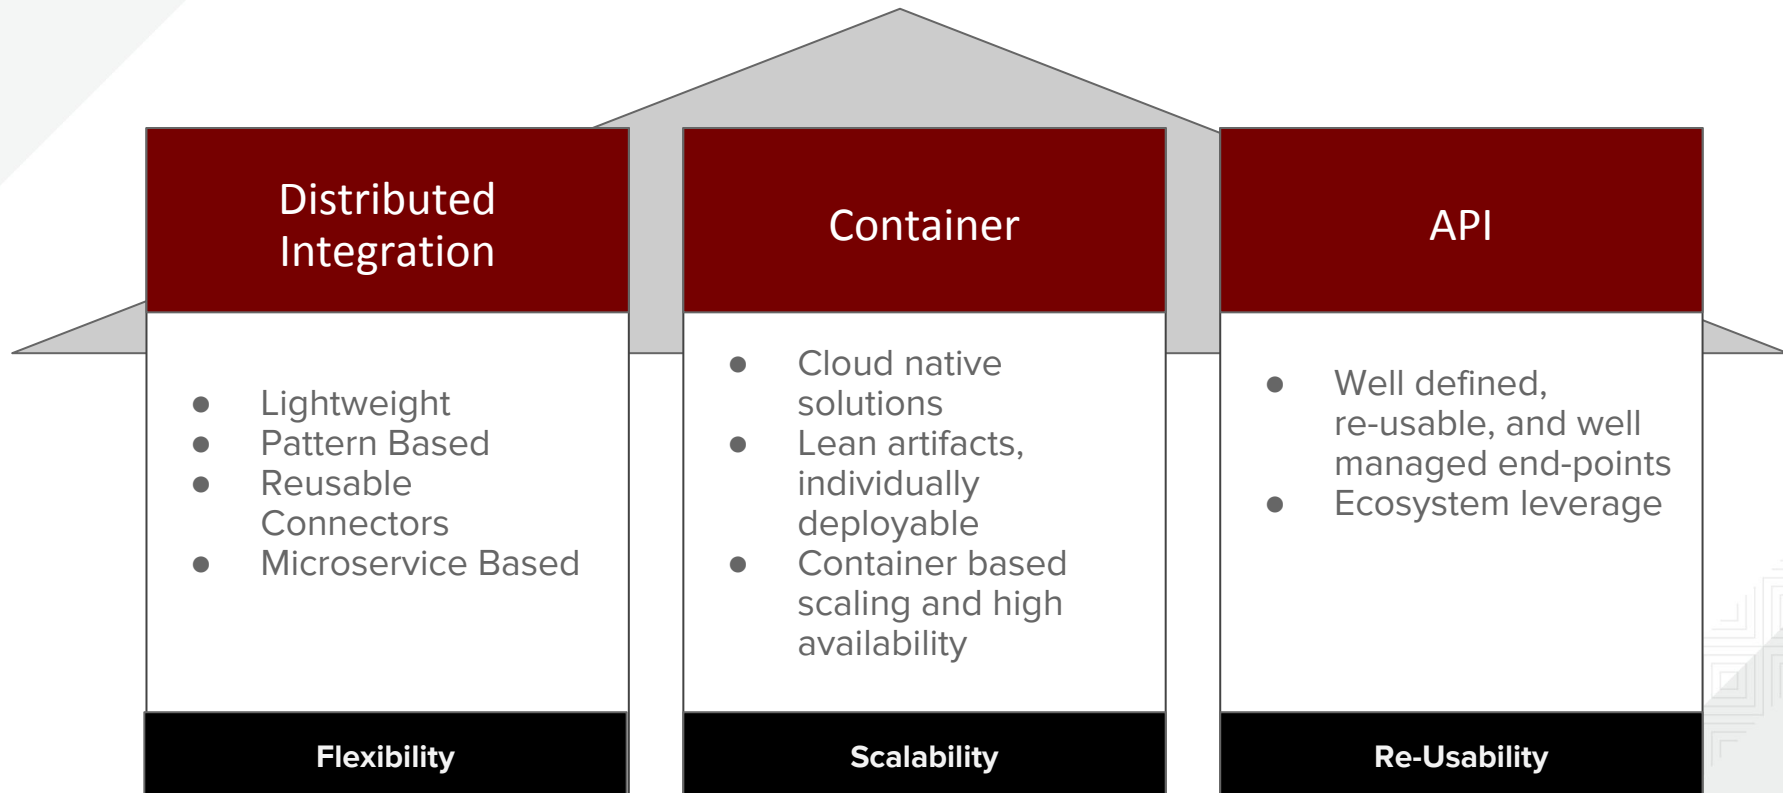 Distributed
Integration
● Lightweight
● Pattern Based
● Reusable
Connectors
● Microservice Based
Flexibility
Container
● Cloud native
solutions
● Lean artifacts,
individually
deployable
● Container based
scaling and high
availability
Scalability
API
● Well defined,
re-usable, and well
managed end-points
● Ecosystem leverage
Re-Usability